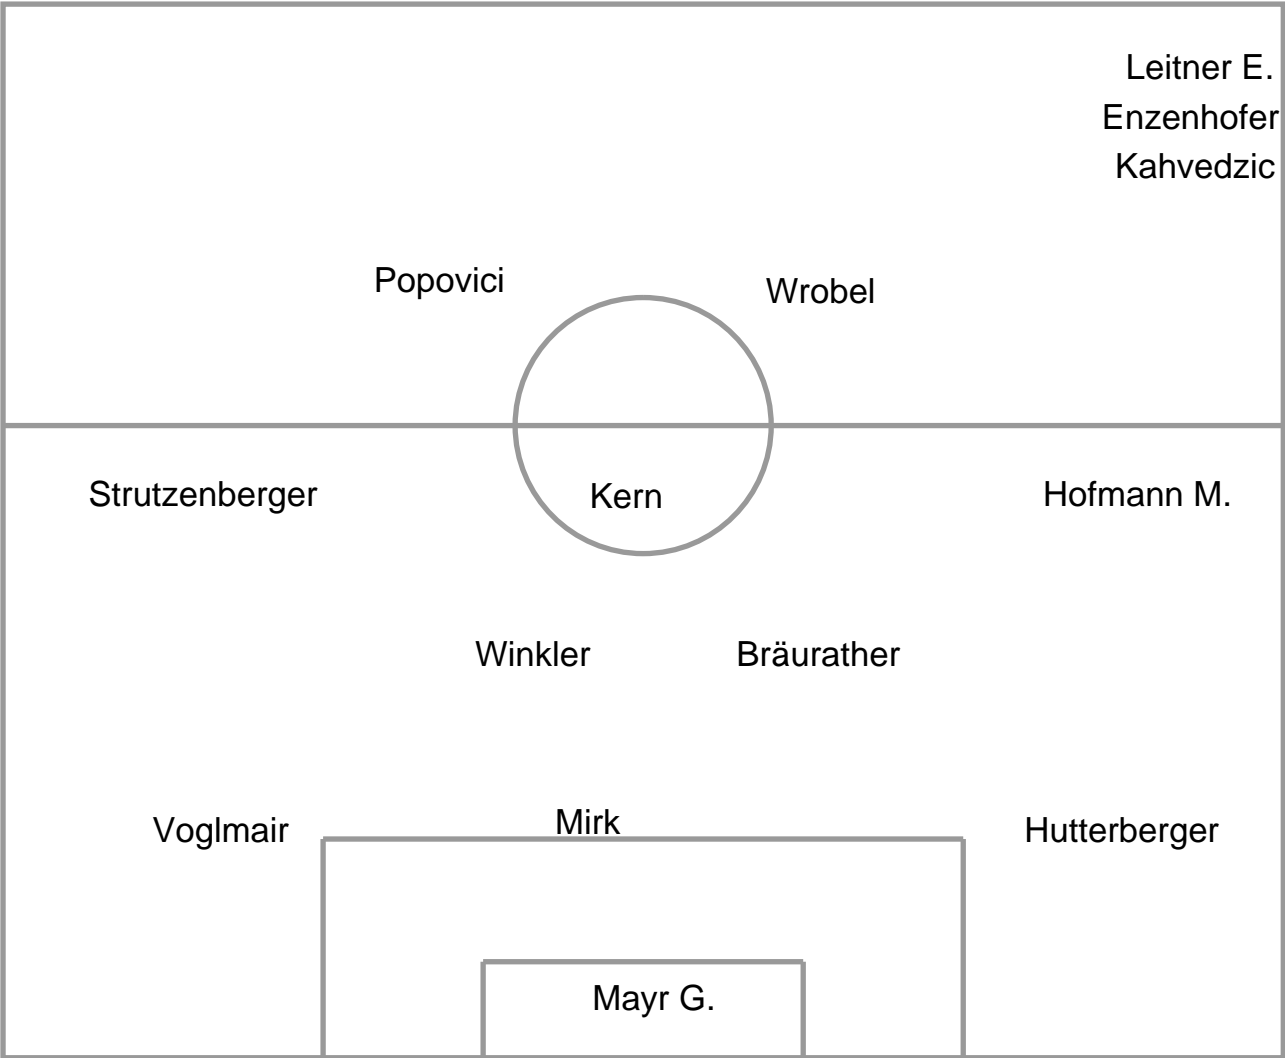 Leitner E.
Enzenhofer
Kahvedzic
Popovici
Wrobel
Strutzenberger
Kern
Hofmann M.
Winkler
Bräurather
Voglmair
Mirk
Hutterberger
Mayr G.